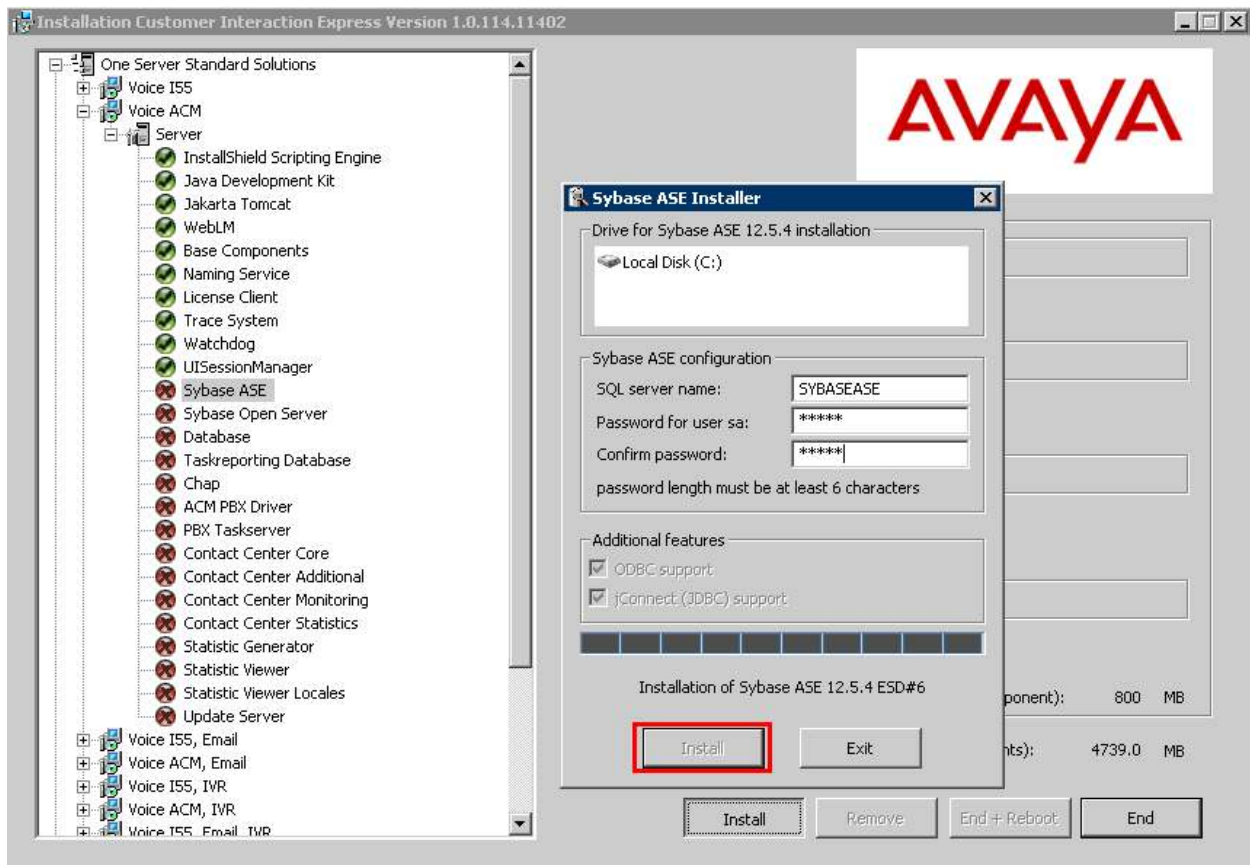 Installation Customer Interaction Express Version 1.0.114.11402
One Server Standard Solutions
Voice I55
Voice ACM
Server
InstallShield Scripting Engine
Java Development Kit
Jakarta Tomcat
WebLM
Base Components
Naming Service
License Client
Trace System
Watchdog
UISessionManager
Sybase ASE
Sybase Open Server
Database
Taskreporting Database
Chap
ACM PBX Driver
PBX Taskserver
Contact Center Core
Contact Center Additional
Contact Center Monitoring
Contact Center Statistics
Statistic Generator
Statistic Viewer
Statistic Viewer Locales
Update Server
Voice I55, Email
Voice ACM, Email
Voice I55, IVR
Voice ACM, IVR
Voice I55, Email, IVR
AVAYA
Sybase ASE Installer
Drive for Sybase ASE 12.5.4 installation
Local Disk (C:)
Sybase ASE configuration
SQL server name: SYBASEASE
Password for user sa: *****
Confirm password: *****
password length must be at least 6 characters
Additional features
ODBC support
jConnect (JDBC) support
Installation of Sybase ASE 12.5.4 ESD#6
Install Exit
ponent): 800 MB
nts): 4739.0 MB
Install Remove End + Reboot End